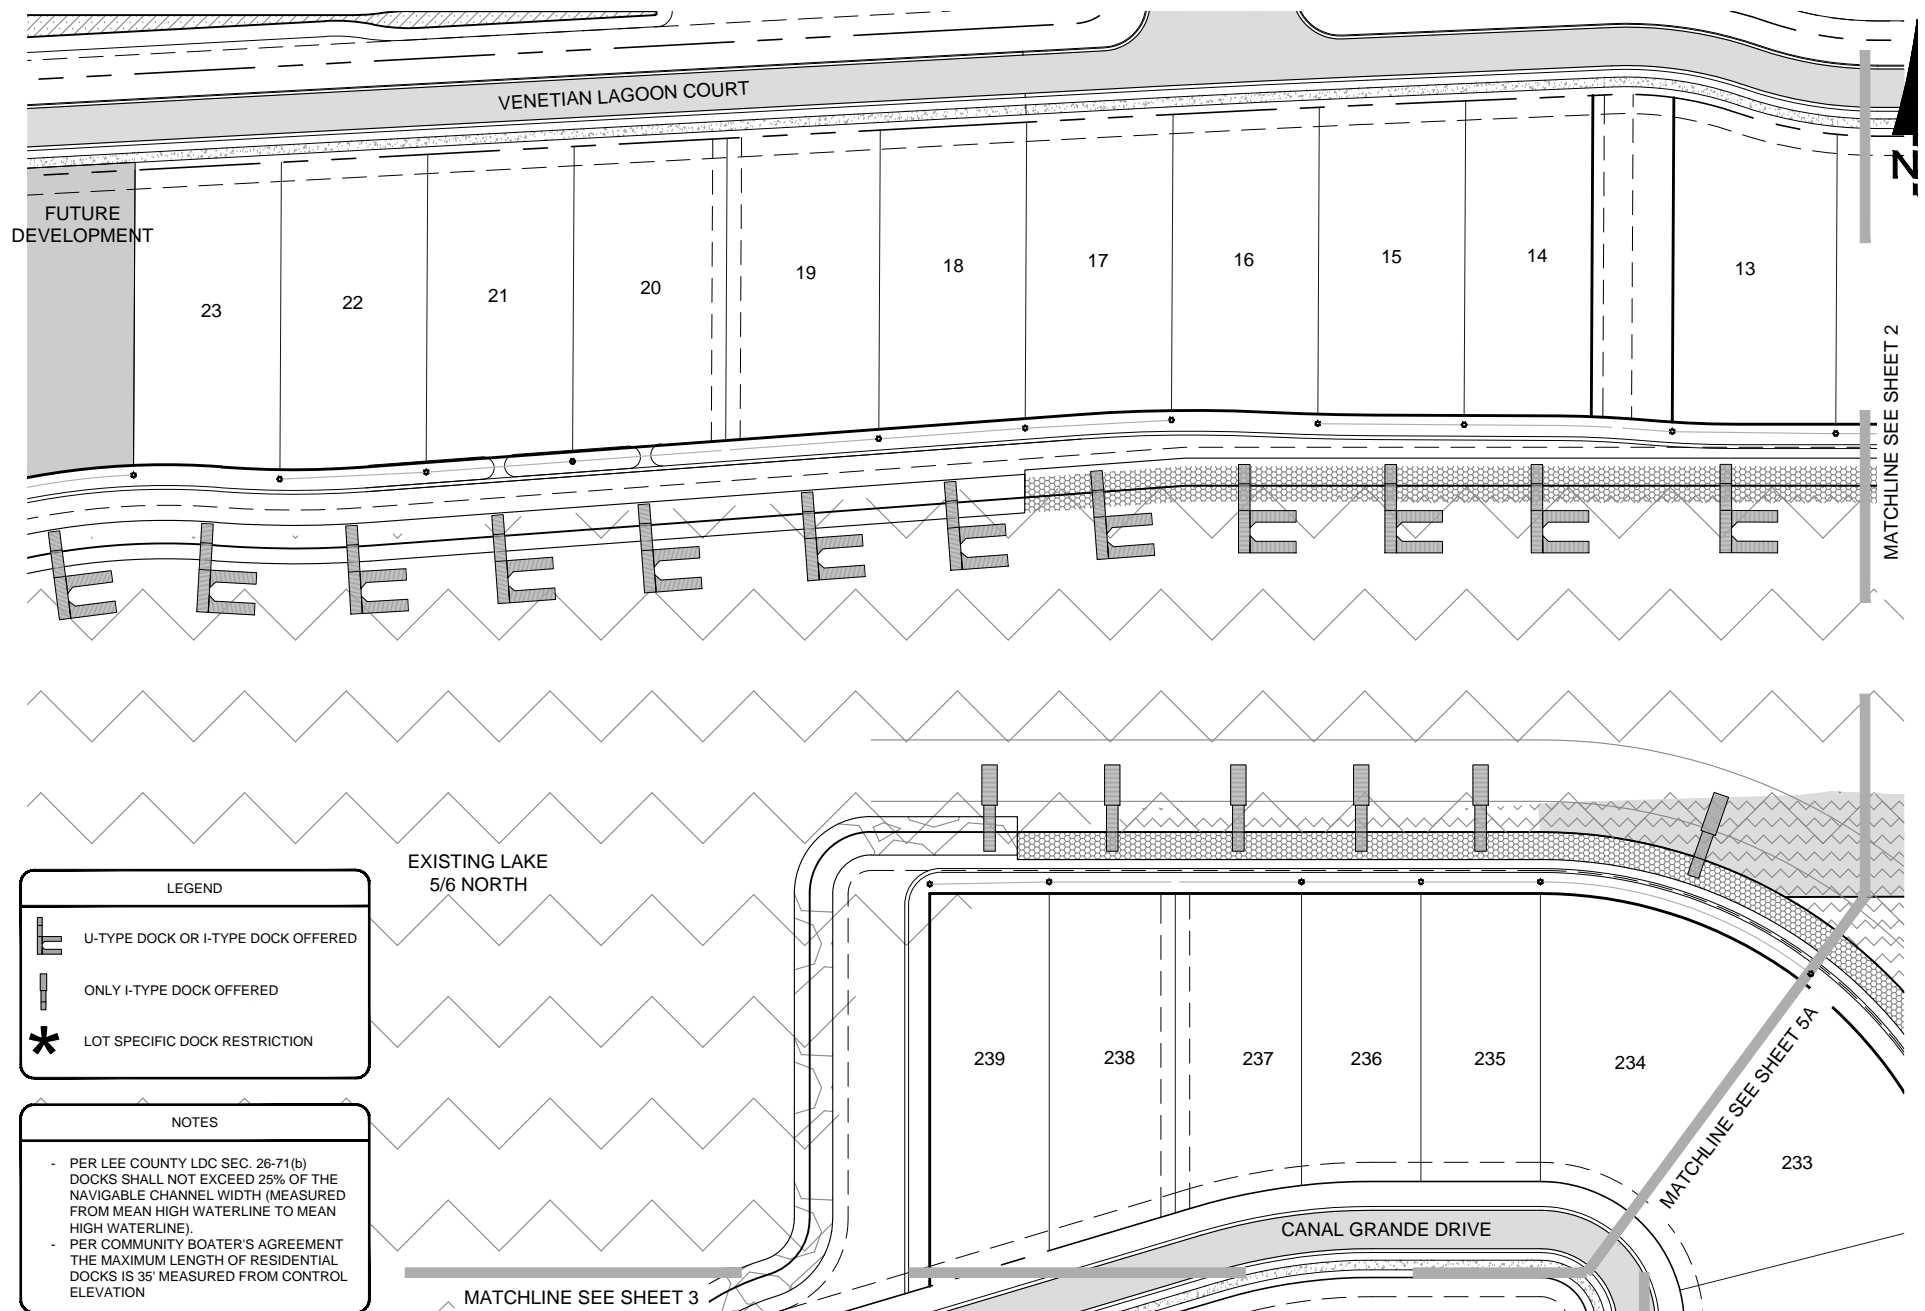 VENETIAN LAGOON COURT
N
FUTURE
DEVELOPMENT
23
22
21
20
19
18
17
16
15
14
13
MATCHLINE SEE SHEET 2
EXISTING LAKE
5/6 NORTH
LEGEND
U-TYPE DOCK OR I-TYPE DOCK OFFERED
ONLY I-TYPE DOCK OFFERED
* LOT SPECIFIC DOCK RESTRICTION
239
238
237
236
235
234
233
MATCHLINE SEE SHEET 5A
CANAL GRANDE DRIVE
MATCHLINE SEE SHEET 3
NOTES
- PER LEE COUNTY LDC SEC. 26-71(b)
DOCKS SHALL NOT EXCEED 25% OF THE
NAVIGABLE CHANNEL WIDTH (MEASURED
FROM MEAN HIGH WATERLINE TO MEAN
HIGH WATERLINE).
- PER COMMUNITY BOATER'S AGREEMENT
THE MAXIMUM LENGTH OF RESIDENTIAL
DOCKS IS 35' MEASURED FROM CONTROL
ELEVATION